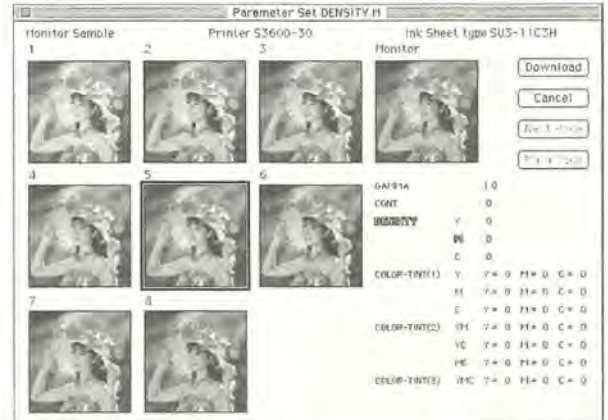 Parameter Set DENSITY M
Monitor Sample Printer S3600-30 Ink Sheet type SU3-11C3H
1 2 3 Monitor
Download
Cancel
4 5 6
GAMMA 1.0
CONT 0
DENSITY Y 0
M 0
C 0
COLOR-TINT(1) Y Y= 0 M= 0 C= 0
M Y= 0 M= 0 C= 0
C Y= 0 M= 0 C= 0
7 8
COLOR-TINT(2) YM Y= 0 M= 0 C= 0
YC Y= 0 M= 0 C= 0
MC Y= 0 M= 0 C= 0
COLOR-TINT(3) YMC Y= 0 M= 0 C= 0